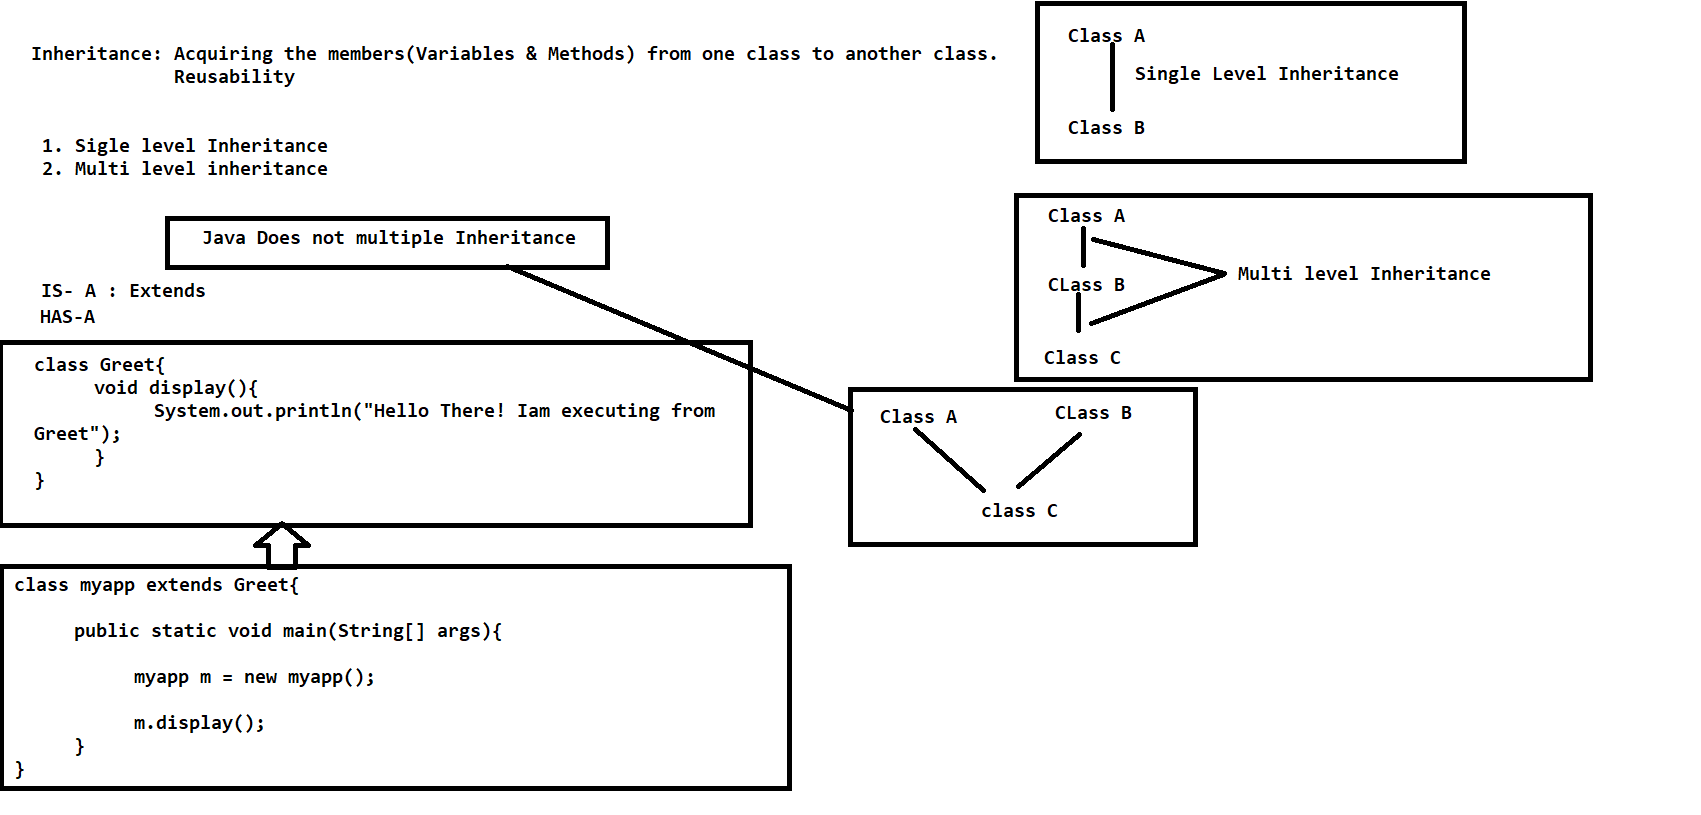 Inheritance: Acquiring the members(Variables & Methods) from one class to another class.
Reusability
1. Sigle level Inheritance
2. Multi level inheritance
Java Does not multiple Inheritance
IS- A : Extends
HAS-A
class Greet{
void display(){
System.out.println("Hello There! Iam executing from
Greet");
}
}
class myapp extends Greet{
public static void main(String[] args){
myapp m = new myapp();
m.display();
}
}
Class A
Single Level Inheritance
Class B
Class A
Multi level Inheritance
CLass B
Class C
Class A
CLass B
class C